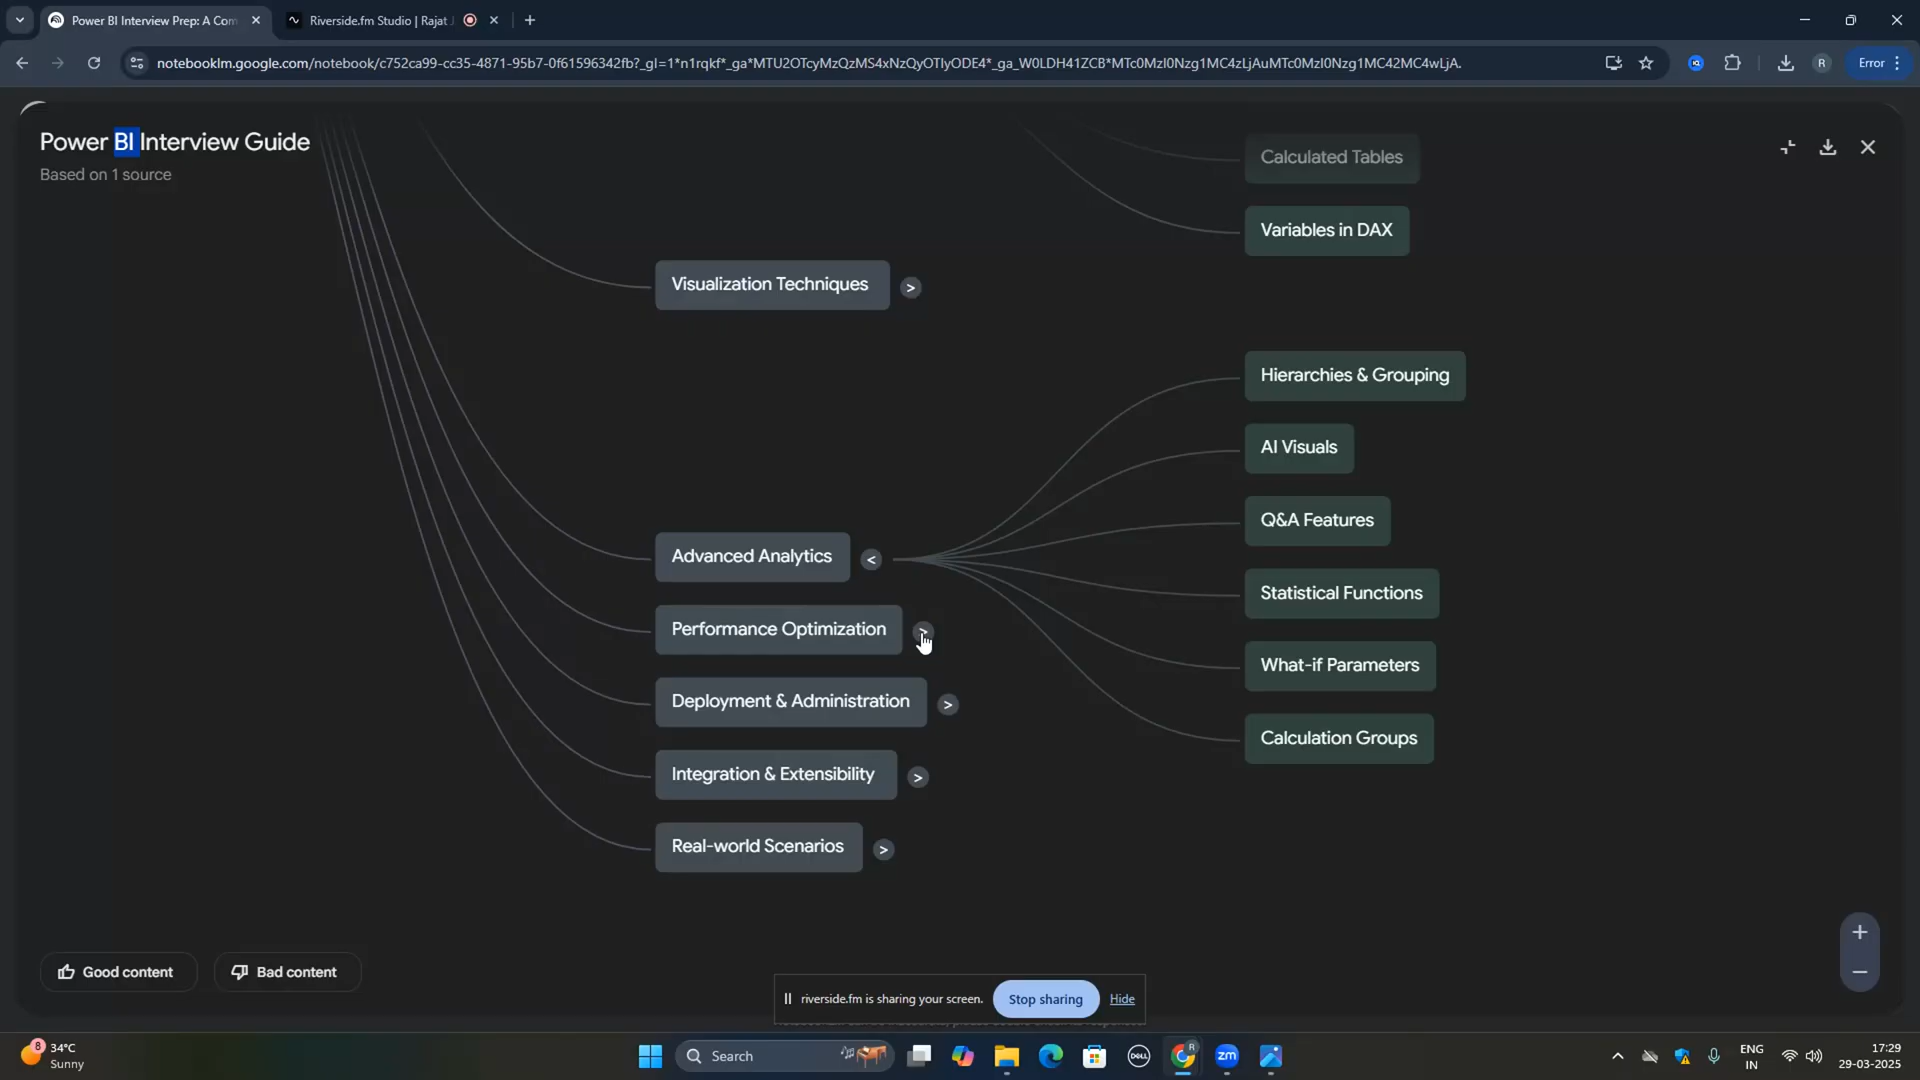 Power BI Interview Prep: A Com
Riverside.fm Studio | Rajat J
notebooklm.google.com/notebook/c752ca99-cc35-4871-95b7-0f61596342fb?_gl=1*n1rqkf*_ga*MTU2OTcyMzQzMS4xNzQyOTIyODE4*_ga_W0LDH41ZCB*MTc0MzI0Nzg1MC4zLjAuMTc0MzI0Nzg1MC42MC4wLjA.
R
Error
Power BI Interview Guide
Based on 1 source
Calculated Tables
Variables in DAX
Visualization Techniques >
Hierarchies & Grouping
AI Visuals
Q&A Features
Advanced Analytics <
Statistical Functions
Performance Optimization >
What-if Parameters
Deployment & Administration >
Calculation Groups
Integration & Extensibility >
Real-world Scenarios >
+
−
Good content
Bad content
riverside.fm is sharing your screen.
Stop sharing
Hide
8
34°C
Sunny
Search
DELL
R
zm
ENG
IN
17:29
29-03-2025